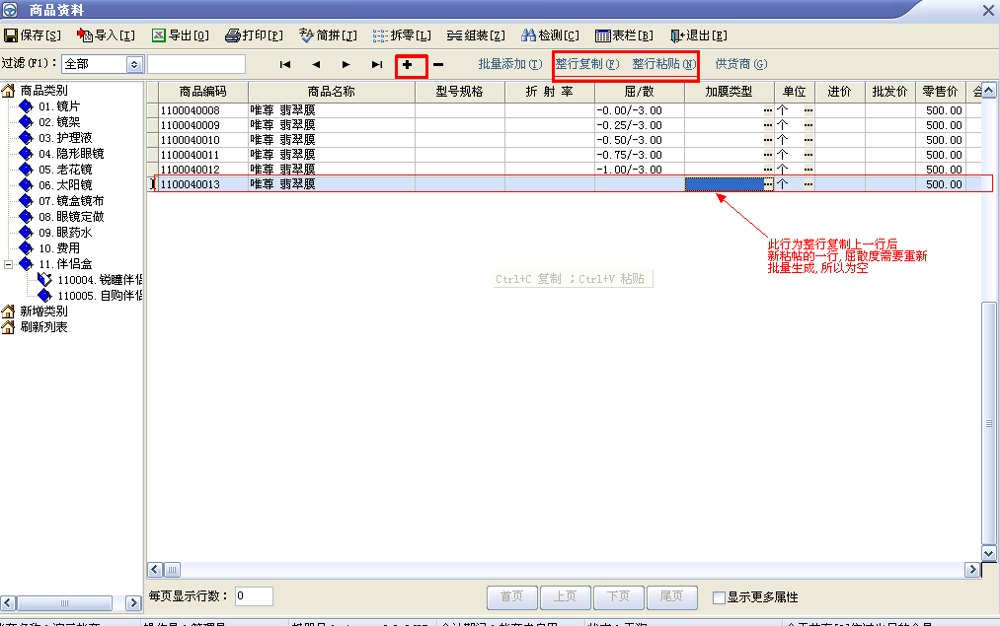 商品资料
保存[S] 导入[I] 导出[O] 打印[P] 简拼[J] 拆零[L] 组装[Z] 检测[C] 表栏[B] 退出[E]
过滤(F1): 全部 批量添加(T) 整行复制(F) 整行粘贴(N) 供货商(G)
商品类别
01. 镜片
02. 镜架
03. 护理液
04. 隐形眼镜
05. 老花镜
06. 太阳镜
07. 镜盒镜布
08. 眼镜定做
09. 眼药水
10. 费用
11. 伴侣盒
110004. 锐瞳伴侣
110005. 自购伴侣
新增类别
刷新列表
商品编码 商品名称 型号规格 折 射 率 屈/散 加膜类型 单位 进价 批发价 零售价
1100040008 唯尊 翡翠膜 -0.00/-3.00 ... 个 ... 500.00
1100040009 唯尊 翡翠膜 -0.25/-3.00 ... 个 ... 500.00
1100040010 唯尊 翡翠膜 -0.50/-3.00 ... 个 ... 500.00
1100040011 唯尊 翡翠膜 -0.75/-3.00 ... 个 ... 500.00
1100040012 唯尊 翡翠膜 -1.00/-3.00 ... 个 ... 500.00
1100040013 唯尊 翡翠膜 ... 个 ... 500.00
此行为整行复制上一行后
新粘帖的一行,屈散度需要重新
批量生成,所以为空
Ctrl+C 复制 ;Ctrl+V 粘贴
每页显示行数: 0 首页 上页 下页 尾页 显示更多属性